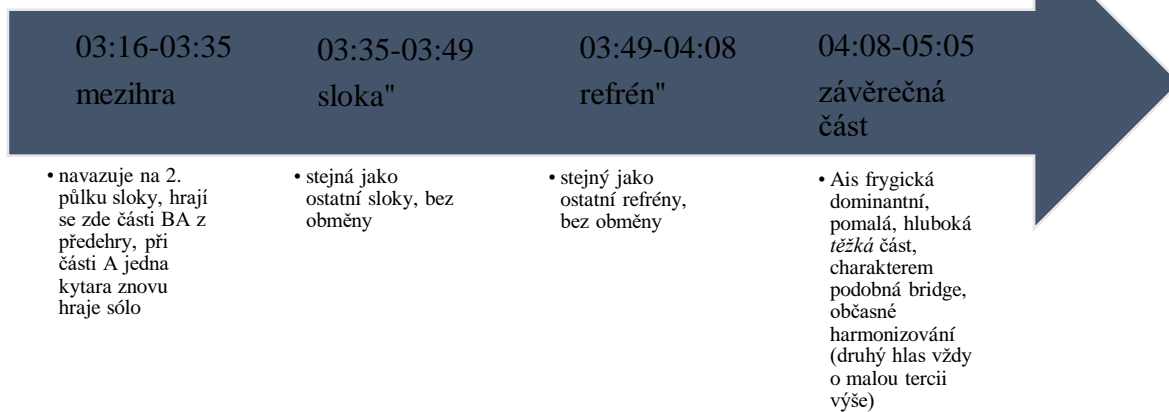 03:16-03:35
mezihra
• navazuje na 2.
půlku sloky, hrají
se zde části BA z
předehry, při
části A jedna
kytara znovu
hraje sólo
03:35-03:49
sloka"
• stejná jako
ostatní sloky, bez
obměny
03:49-04:08
refrén"
• stejný jako
ostatní refrény,
bez obměny
04:08-05:05
závěrečná
část
• Ais frygická
dominantní,
pomalá, hluboká
těžká část,
charakterem
podobná bridge,
občasné
harmonizování
(druhý hlas vždy
o malou tercii
výše)